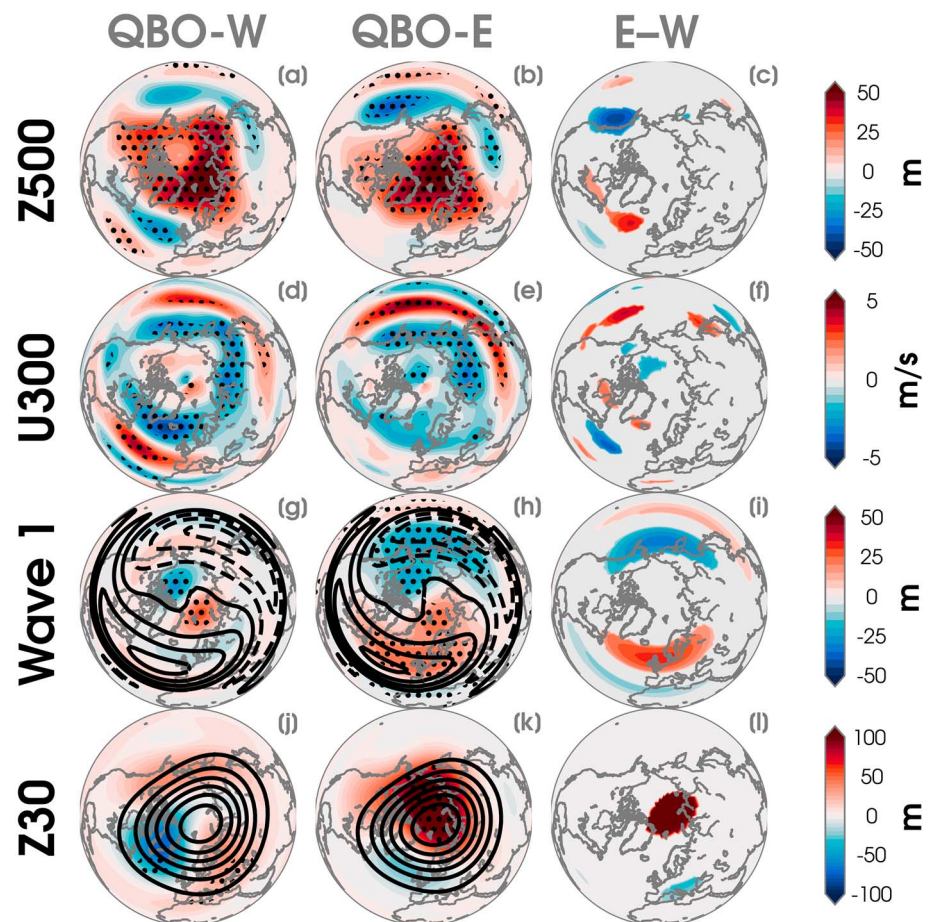 QBO-W QBO-E E–W
Z500 (a) (b) (c) 50 25 0 -25 -50 m
U300 (d) (e) (f) 5 0 -5 m/s
Wave 1 (g) (h) (i) 50 25 0 -25 -50 m
Z30 (j) (k) (l) 100 50 0 -50 -100 m